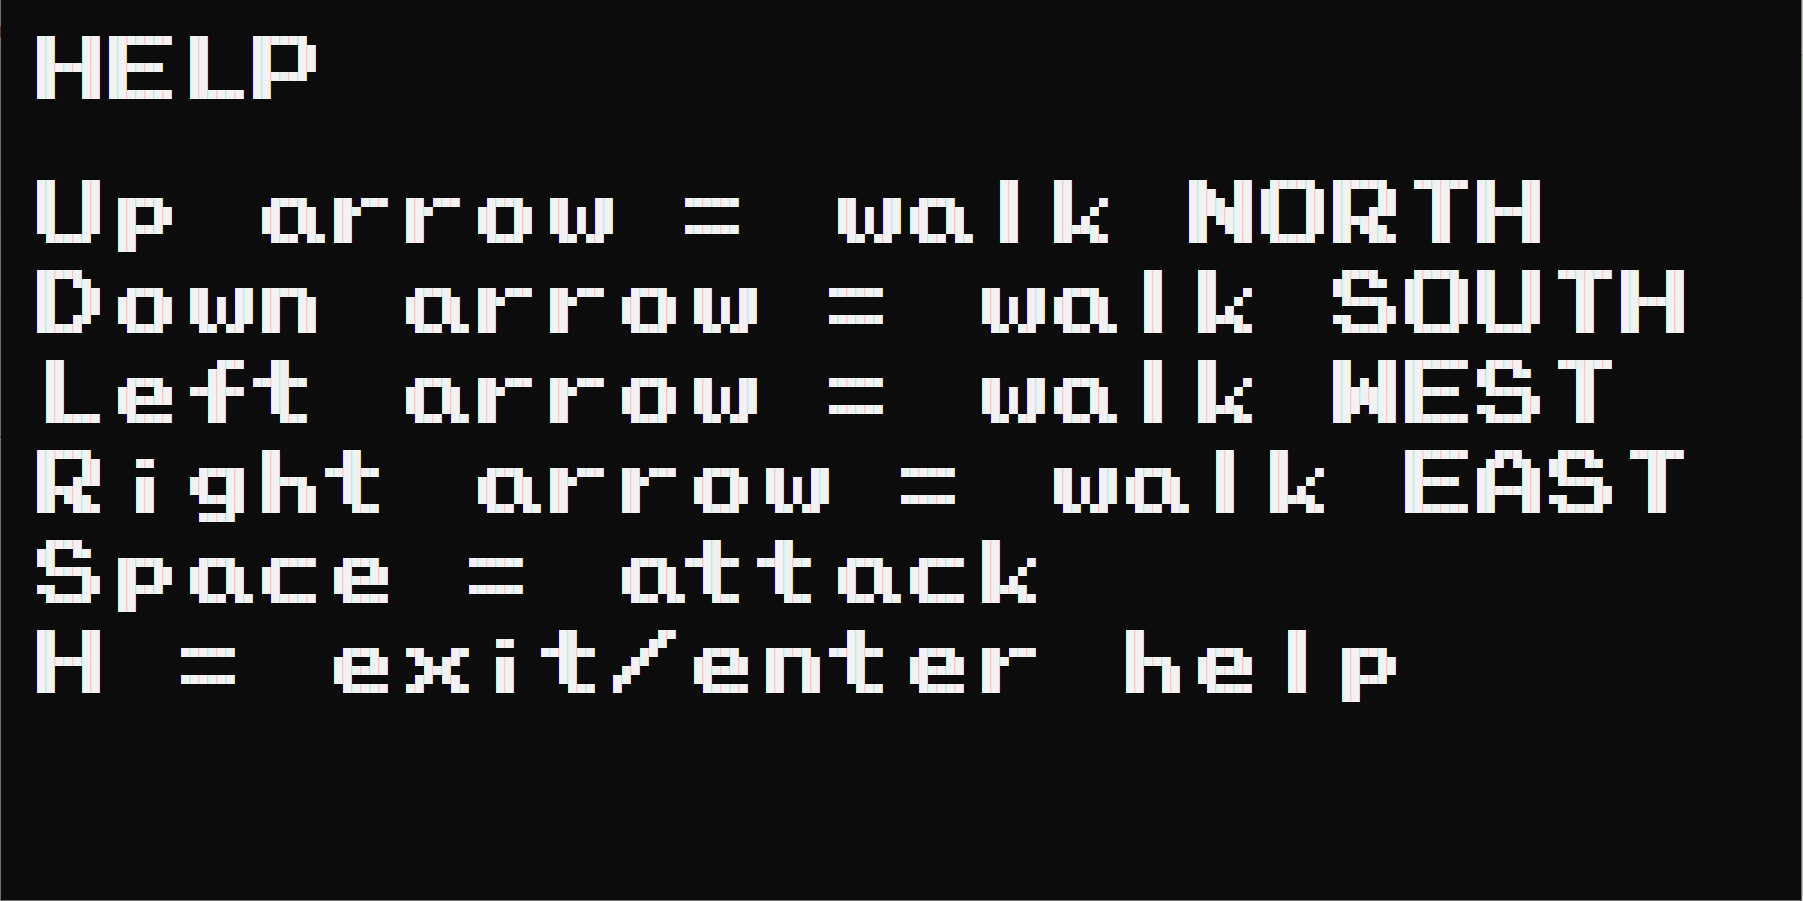 HELP
Up arrow = walk NORTH
Down arrow = walk SOUTH
Left arrow = walk WEST
Right arrow = walk EAST
Space = attack
H = exit/enter help